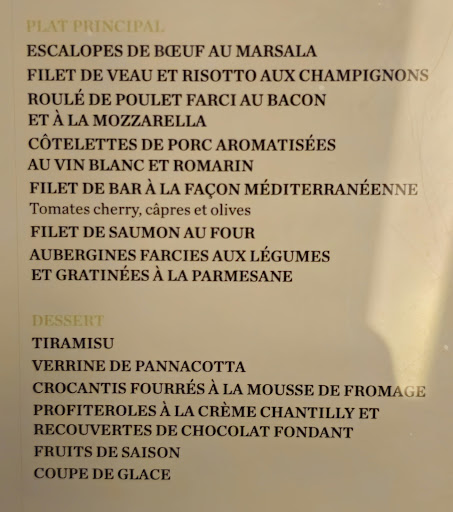 PLAT PRINCIPAL
ESCALOPES DE BŒUF AU MARSALA
FILET DE VEAU ET RISOTTO AUX CHAMPIGNONS
ROULÉ DE POULET FARCI AU BACON
ET À LA MOZZARELLA
CÔTELETTES DE PORC AROMATISÉES
AU VIN BLANC ET ROMARIN
FILET DE BAR À LA FAÇON MÉDITERRANÉENNE
Tomates cherry, câpres et olives
FILET DE SAUMON AU FOUR
AUBERGINES FARCIES AUX LÉGUMES
ET GRATINÉES À LA PARMESANE
DESSERT
TIRAMISU
VERRINE DE PANNACOTTA
CROCANTIS FOURRÉS À LA MOUSSE DE FROMAGE
PROFITEROLES À LA CRÈME CHANTILLY ET
RECOUVERTES DE CHOCOLAT FONDANT
FRUITS DE SAISON
COUPE DE GLACE